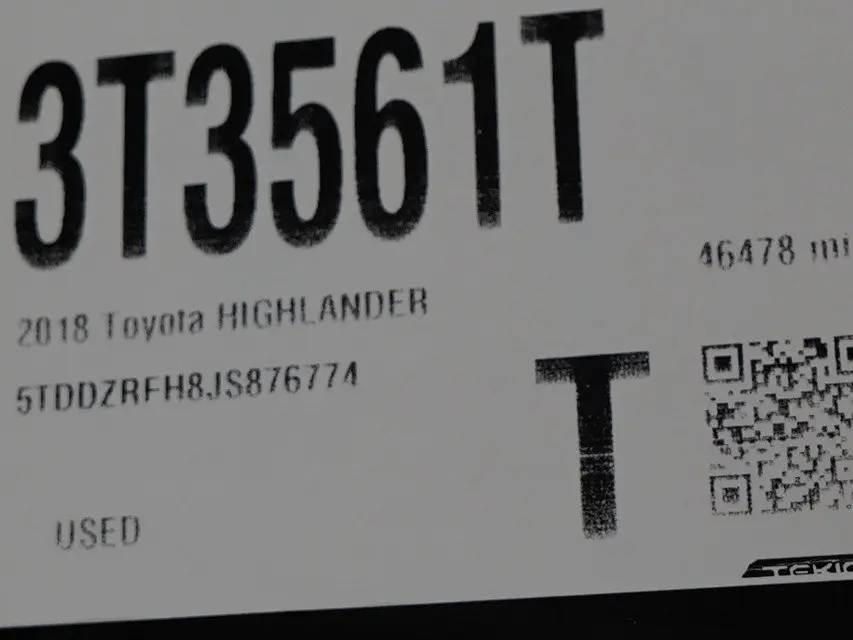 3T3561T
46478 mi
2018 Toyota HIGHLANDER
5TDDZRFH8JS876774
T
USED